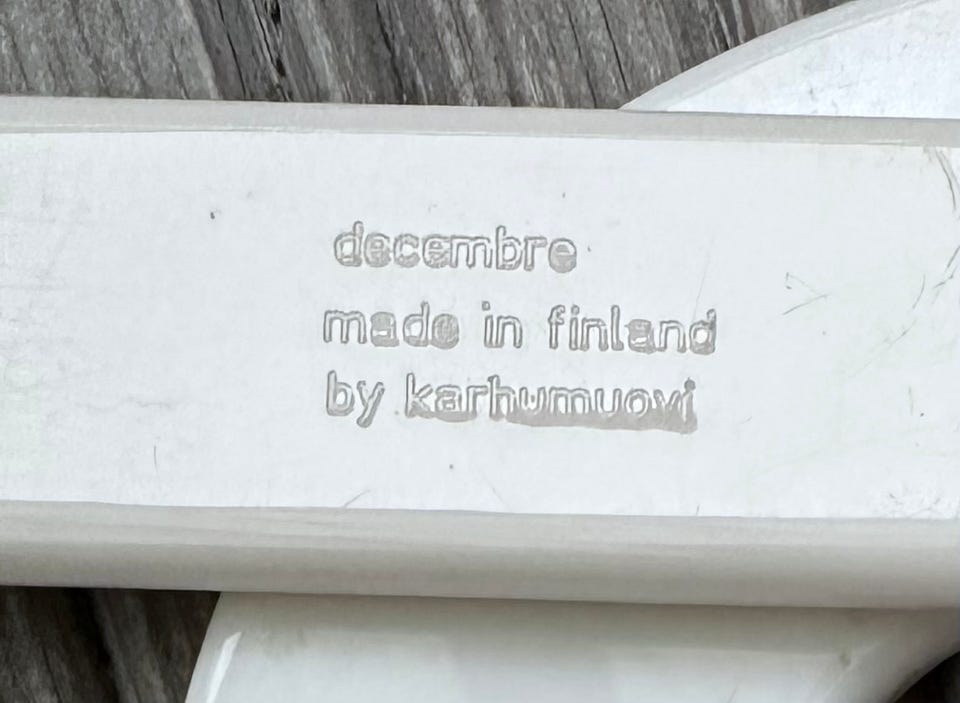 decembre
made in finland
by karhumuovi